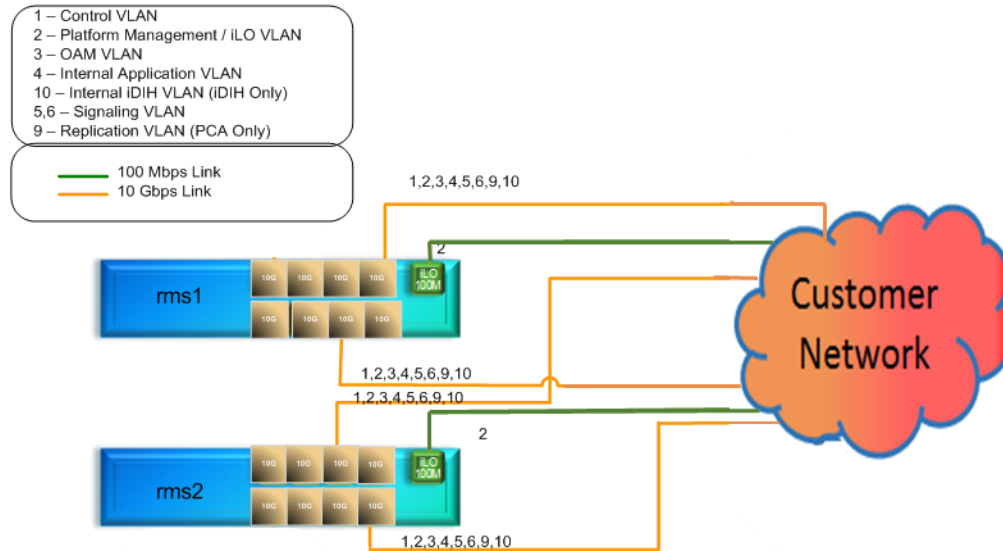 1 – Control VLAN
2 – Platform Management / iLO VLAN
3 – OAM VLAN
4 – Internal Application VLAN
10 – Internal iDIH VLAN (iDIH Only)
5,6 – Signaling VLAN
9 – Replication VLAN (PCA Only)
100 Mbps Link
10 Gbps Link
1,2,3,4,5,6,9,10
2
rms1
10G 10G 10G 10G
iLO
100M
10G 10G 10G 10G
Customer
Network
1,2,3,4,5,6,9,10
1,2,3,4,5,6,9,10
2
rms2
10G 10G 10G 10G
iLO
100M
10G 10G 10G 10G
1,2,3,4,5,6,9,10